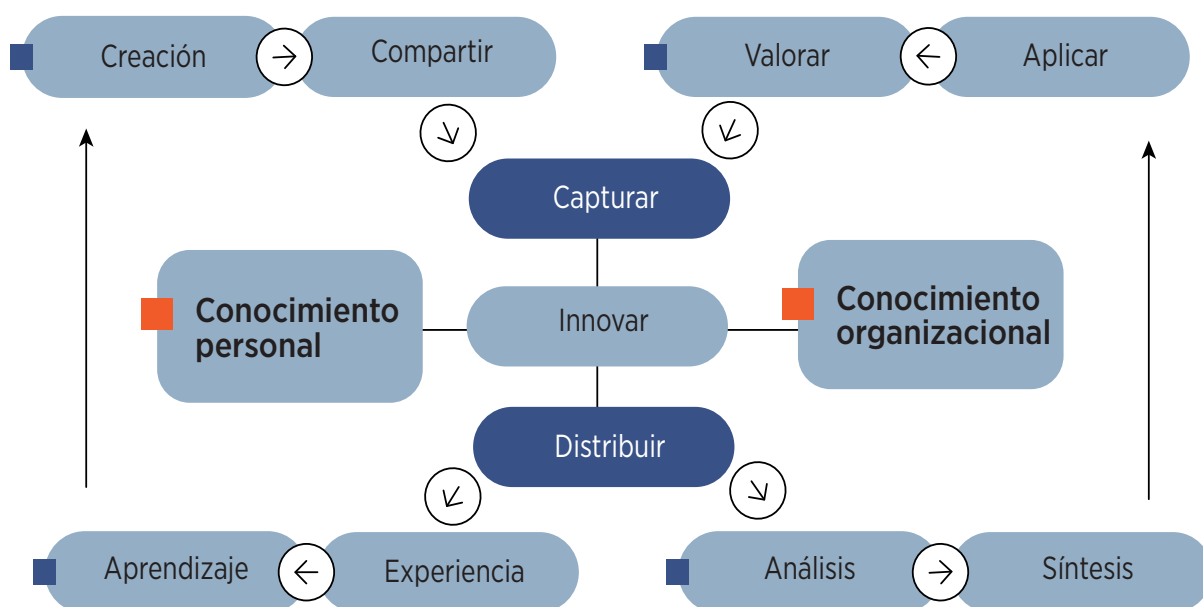 Creación
Compartir
Valorar
Aplicar
Capturar
Conocimiento
personal
Innovar
Conocimiento
organizacional
Distribuir
Aprendizaje
Experiencia
Análisis
Síntesis